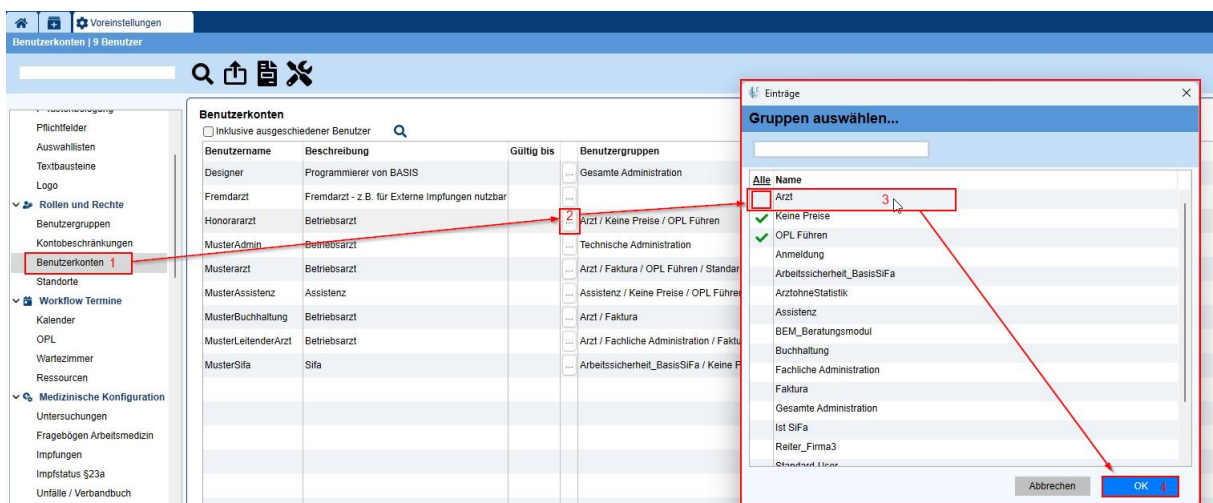 Voreinstellungen
Benutzerkonten | 9 Benutzer
Pflichtfelder
Auswahllisten
Textbausteine
Logo
Rollen und Rechte
Benutzergruppen
Kontobeschränkungen
Benutzerkonten 1
Standorte
Workflow Termine
Kalender
OPL
Wartezimmer
Ressourcen
Medizinische Konfiguration
Untersuchungen
Fragebögen Arbeitsmedizin
Impfungen
Impfstatus §23a
Unfälle / Verbandbuch
Benutzerkonten
Inklusive ausgeschiedener Benutzer
Benutzername Beschreibung Gültig bis Benutzergruppen
Designer Programmierer von BASIS ... Gesamte Administration
Fremdarzt Fremdarzt - z.B. für Externe Impfungen nutzbar ...
Honorararzt Betriebsarzt 2 ... Arzt / Keine Preise / OPL Führen
MusterAdmin Betriebsarzt ... Technische Administration
Musterarzt Betriebsarzt ... Arzt / Faktura / OPL Führen / Standar
MusterAssistenz Assistenz ... Assistenz / Keine Preise / OPL Führe
MusterBuchhaltung Betriebsarzt ... Arzt / Faktura
MusterLeitenderArzt Betriebsarzt ... Arzt / Fachliche Administration / Faktu
MusterSifa Sifa ... Arbeitssicherheit_BasisSiFa / Keine P
Einträge
Gruppen auswählen...
Alle Name
Arzt 3
Keine Preise
OPL Führen
Anmeldung
Arbeitssicherheit_BasisSiFa
ArztohneStatistik
Assistenz
BEM_Beratungsmodul
Buchhaltung
Fachliche Administration
Faktura
Gesamte Administration
Ist SiFa
Reiter_Firma3
Standard User
Abbrechen OK 4